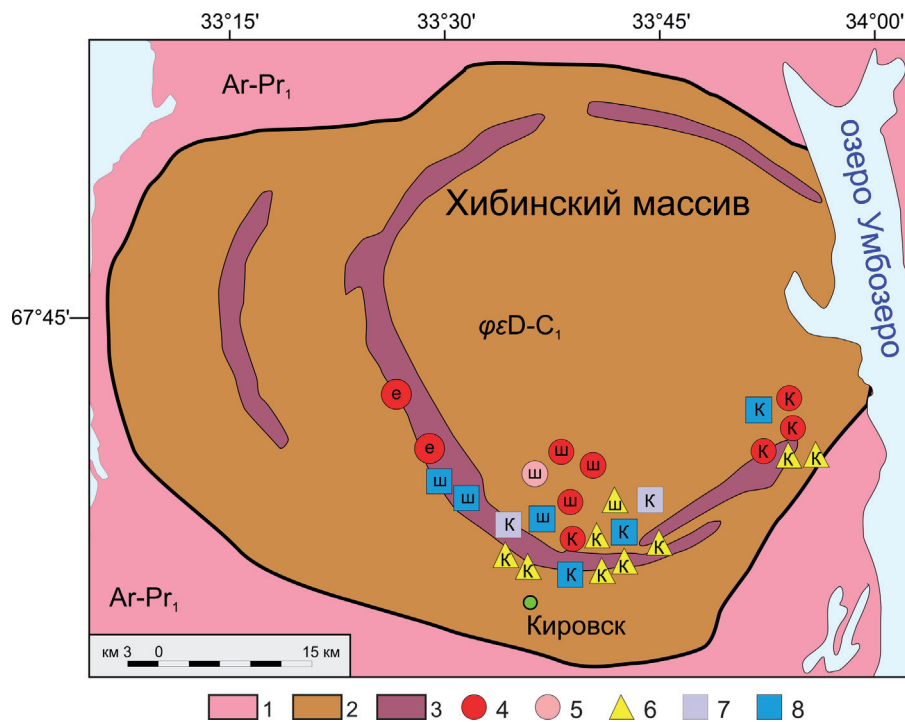 33°15' 33°30' 33°45' 34°00'
Ar-Pr₁
озеро Умбозеро
Хибинский массив
67°45'
φεD-C₁
К К
е К
е К К К
ш ш ш
ш ш ш ш К
К ш К К К
К К К К К К К
Ar-Pr₁
Кировск
км 3 0 15 км
1 2 3 4 5 6 7 8